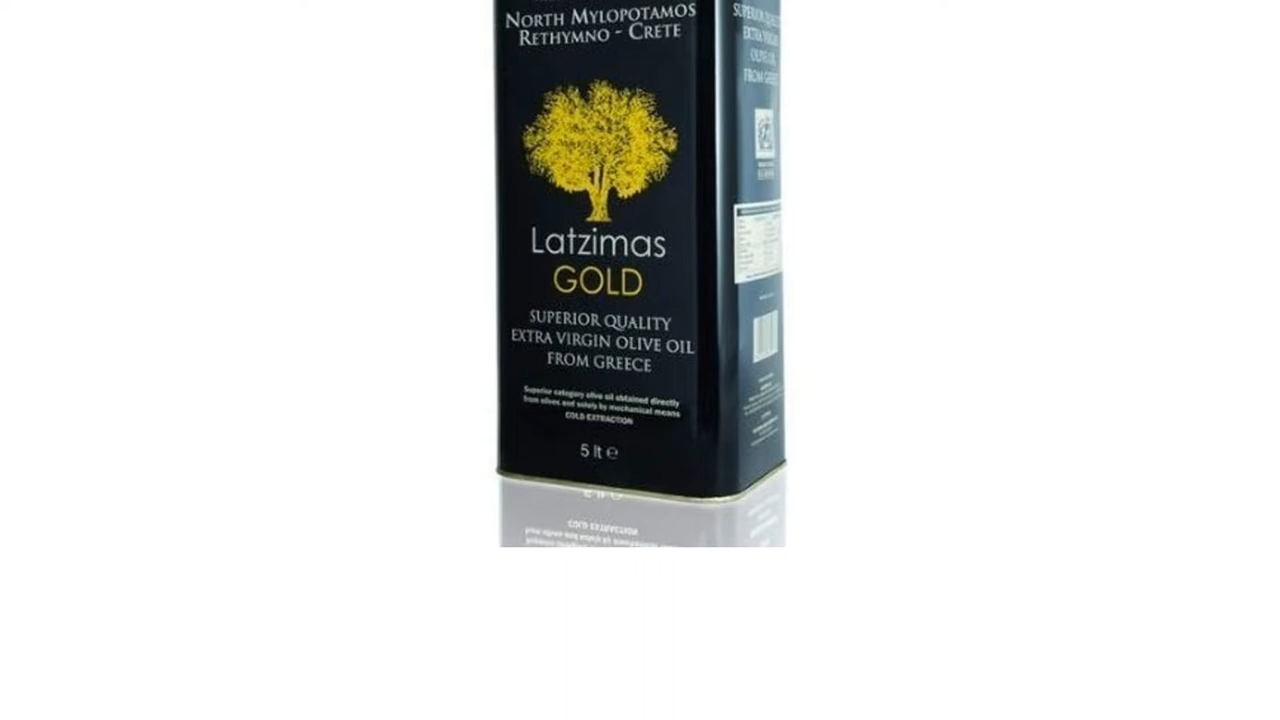 NORTH MYLOPOTAMOS
RETHYMNO - CRETE
Latzimas
GOLD
SUPERIOR QUALITY
EXTRA VIRGIN OLIVE OIL
FROM GREECE
Superior category olive oil obtained directly
from olives and solely by mechanical means
COLD EXTRACTION
5 lt ℮
SUPERIOR QUALITY
EXTRA VIRGIN
OLIVE OIL
FROM GREECE